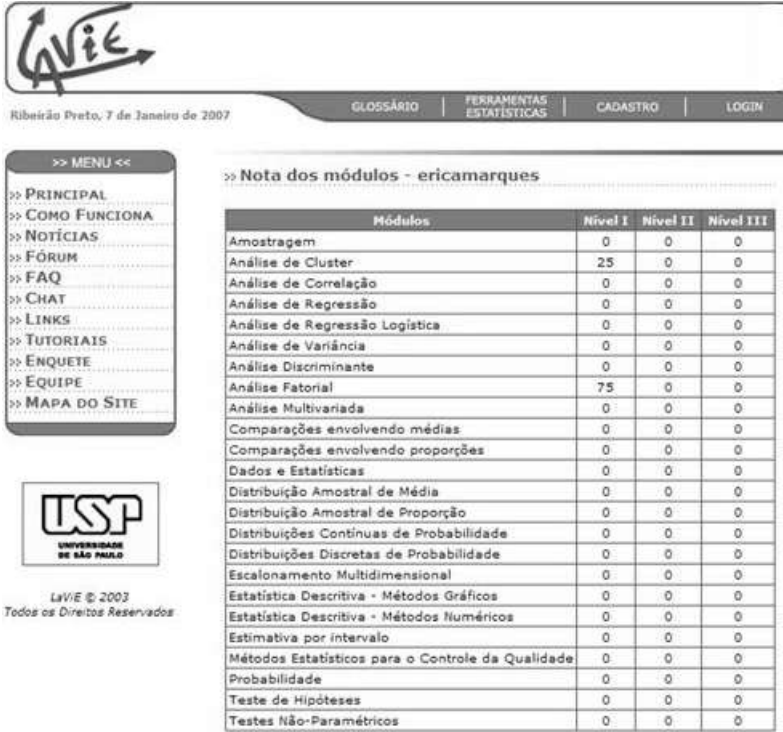 LAViE
Ribeirão Preto, 7 de Janeiro de 2007
GLOSSÁRIO | FERRAMENTAS ESTATÍSTICAS | CADASTRO | LOGIN
>> MENU <<
» PRINCIPAL
» COMO FUNCIONA
» NOTÍCIAS
» FÓRUM
» FAQ
» CHAT
» LINKS
» TUTORIAIS
» ENQUETE
» EQUIPE
» MAPA DO SITE
USP
UNIVERSIDADE
DE SÃO PAULO
LaViE © 2003
Todos os Direitos Reservados
» Nota dos módulos - ericamarques
Módulos Nível I Nível II Nível III
Amostragem 0 0 0
Análise de Cluster 25 0 0
Análise de Correlação 0 0 0
Análise de Regressão 0 0 0
Análise de Regressão Logística 0 0 0
Análise de Variância 0 0 0
Análise Discriminante 0 0 0
Análise Fatorial 75 0 0
Análise Multivariada 0 0 0
Comparações envolvendo médias 0 0 0
Comparações envolvendo proporções 0 0 0
Dados e Estatísticas 0 0 0
Distribuição Amostral de Média 0 0 0
Distribuição Amostral de Proporção 0 0 0
Distribuições Contínuas de Probabilidade 0 0 0
Distribuições Discretas de Probabilidade 0 0 0
Escalonamento Multidimensional 0 0 0
Estatística Descritiva - Métodos Gráficos 0 0 0
Estatística Descritiva - Métodos Numéricos 0 0 0
Estimativa por intervalo 0 0 0
Métodos Estatísticos para o Controle da Qualidade 0 0 0
Probabilidade 0 0 0
Teste de Hipóteses 0 0 0
Testes Não-Paramétricos 0 0 0